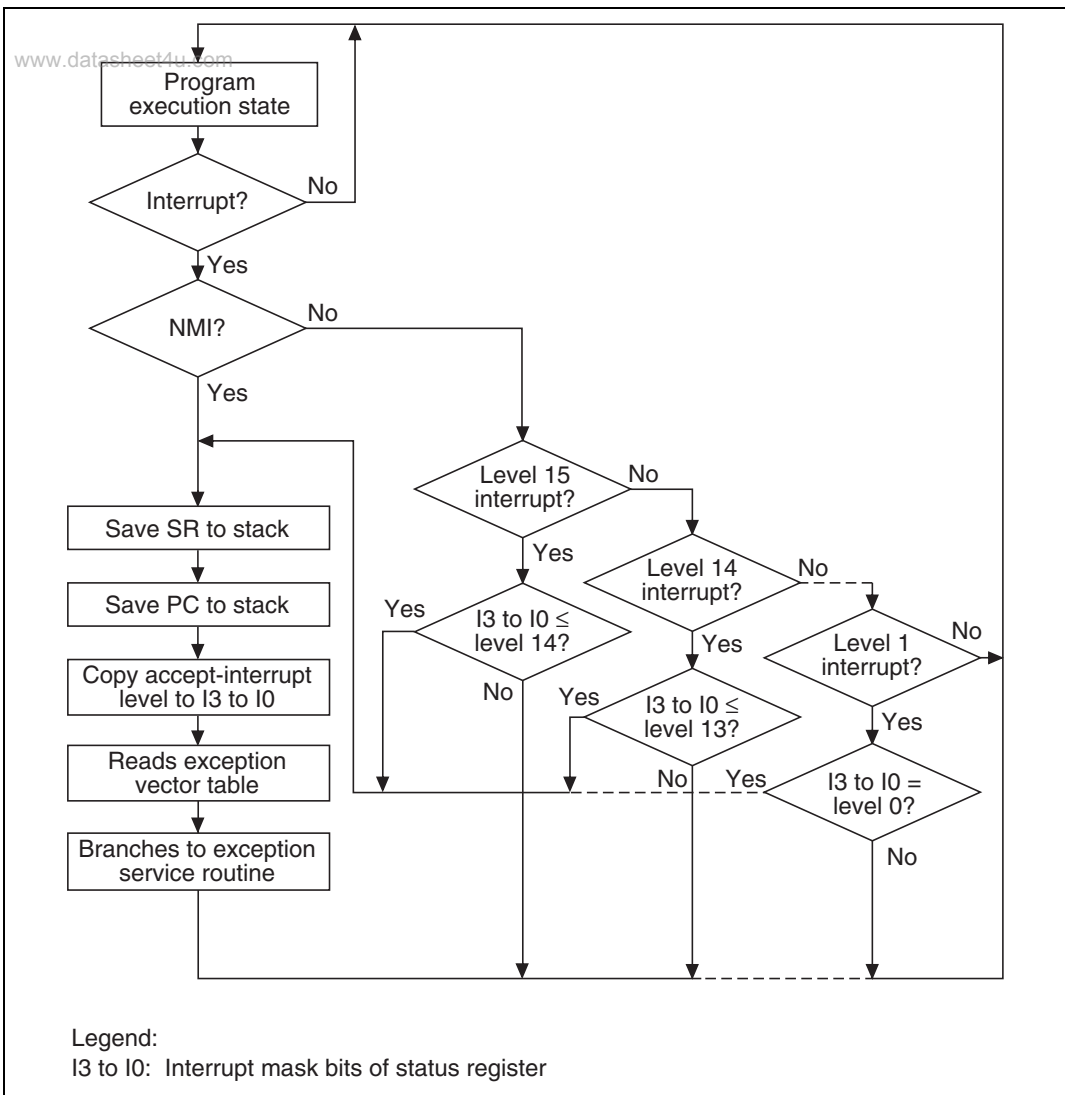 www.datasheet4u.com
Program
execution state
Interrupt?
No
Yes
NMI?
No
Yes
Level 15
interrupt?
No
Yes
Level 14
interrupt?
No
Yes
Level 1
interrupt?
No
Yes
Save SR to stack
Save PC to stack
Copy accept-interrupt
level to I3 to I0
Reads exception
vector table
Branches to exception
service routine
Yes
I3 to I0 ≤
level 14?
No
Yes
I3 to I0 ≤
level 13?
No
Yes
I3 to I0 =
level 0?
No
Legend:
I3 to I0: Interrupt mask bits of status register